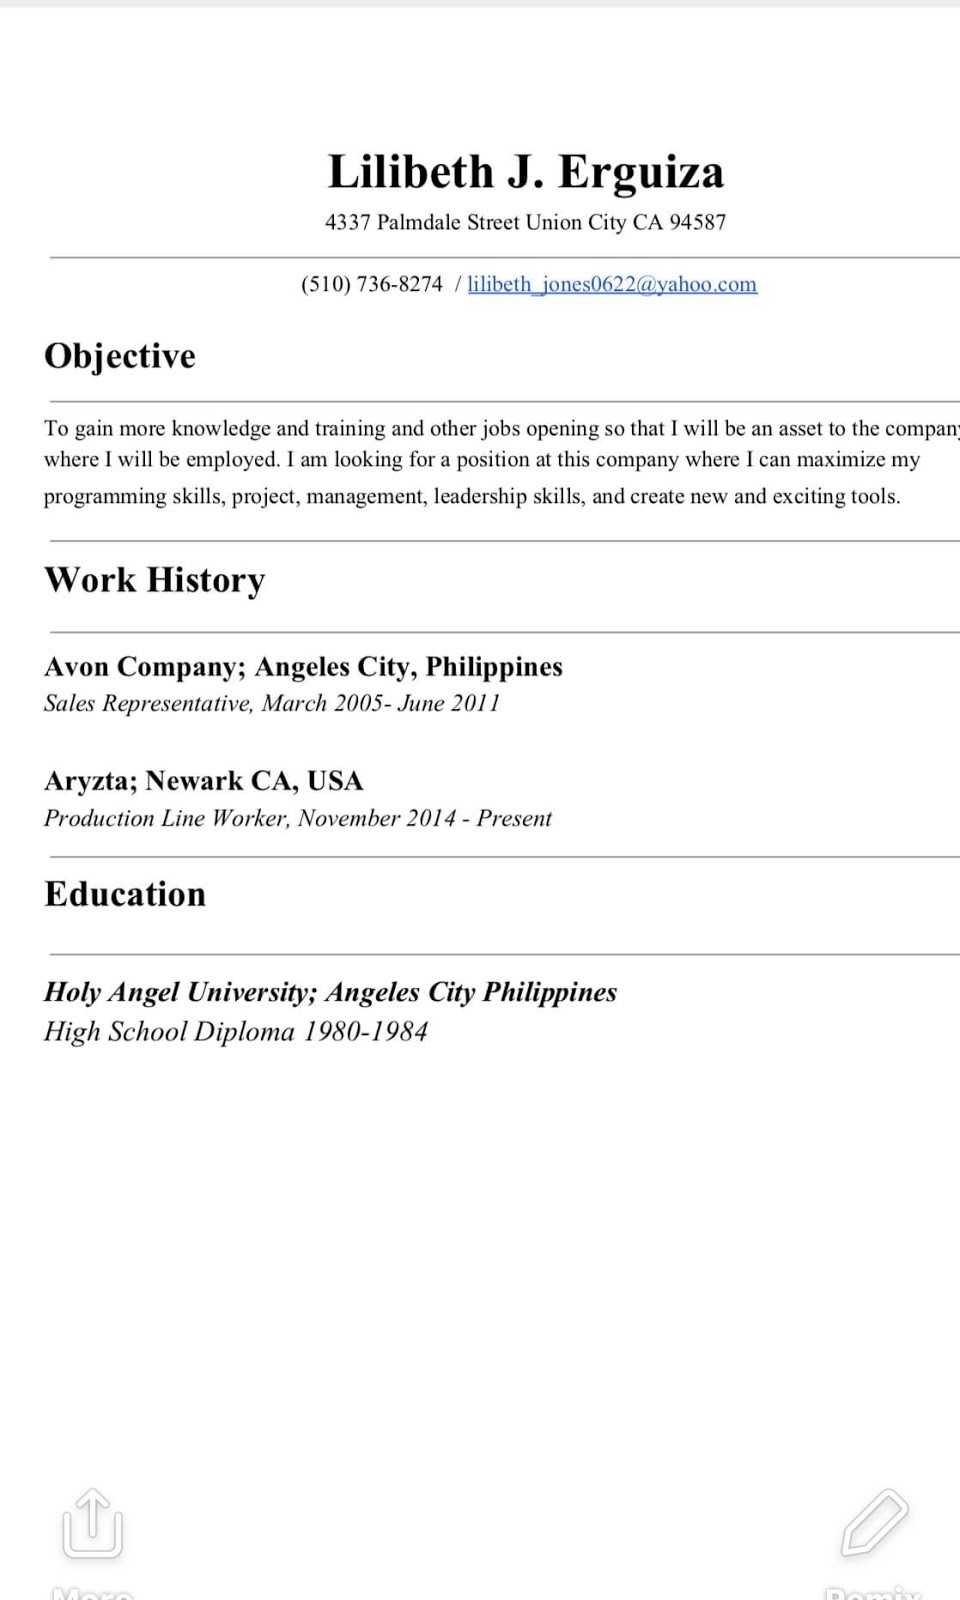 Lilibeth J. Erguiza
4337 Palmdale Street Union City CA 94587
(510) 736-8274 / lilibeth_jones0622@yahoo.com
Objective
To gain more knowledge and training and other jobs opening so that I will be an asset to the company
where I will be employed. I am looking for a position at this company where I can maximize my
programming skills, project, management, leadership skills, and create new and exciting tools.
Work History
Avon Company; Angeles City, Philippines
Sales Representative, March 2005- June 2011
Aryzta; Newark CA, USA
Production Line Worker, November 2014 - Present
Education
Holy Angel University; Angeles City Philippines
High School Diploma 1980-1984
More
Remix